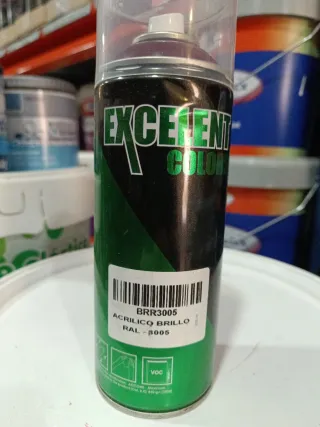 EXCELENT
COLOR
BRR3005
ACRILICO BRILLO
RAL - 3005
VOC